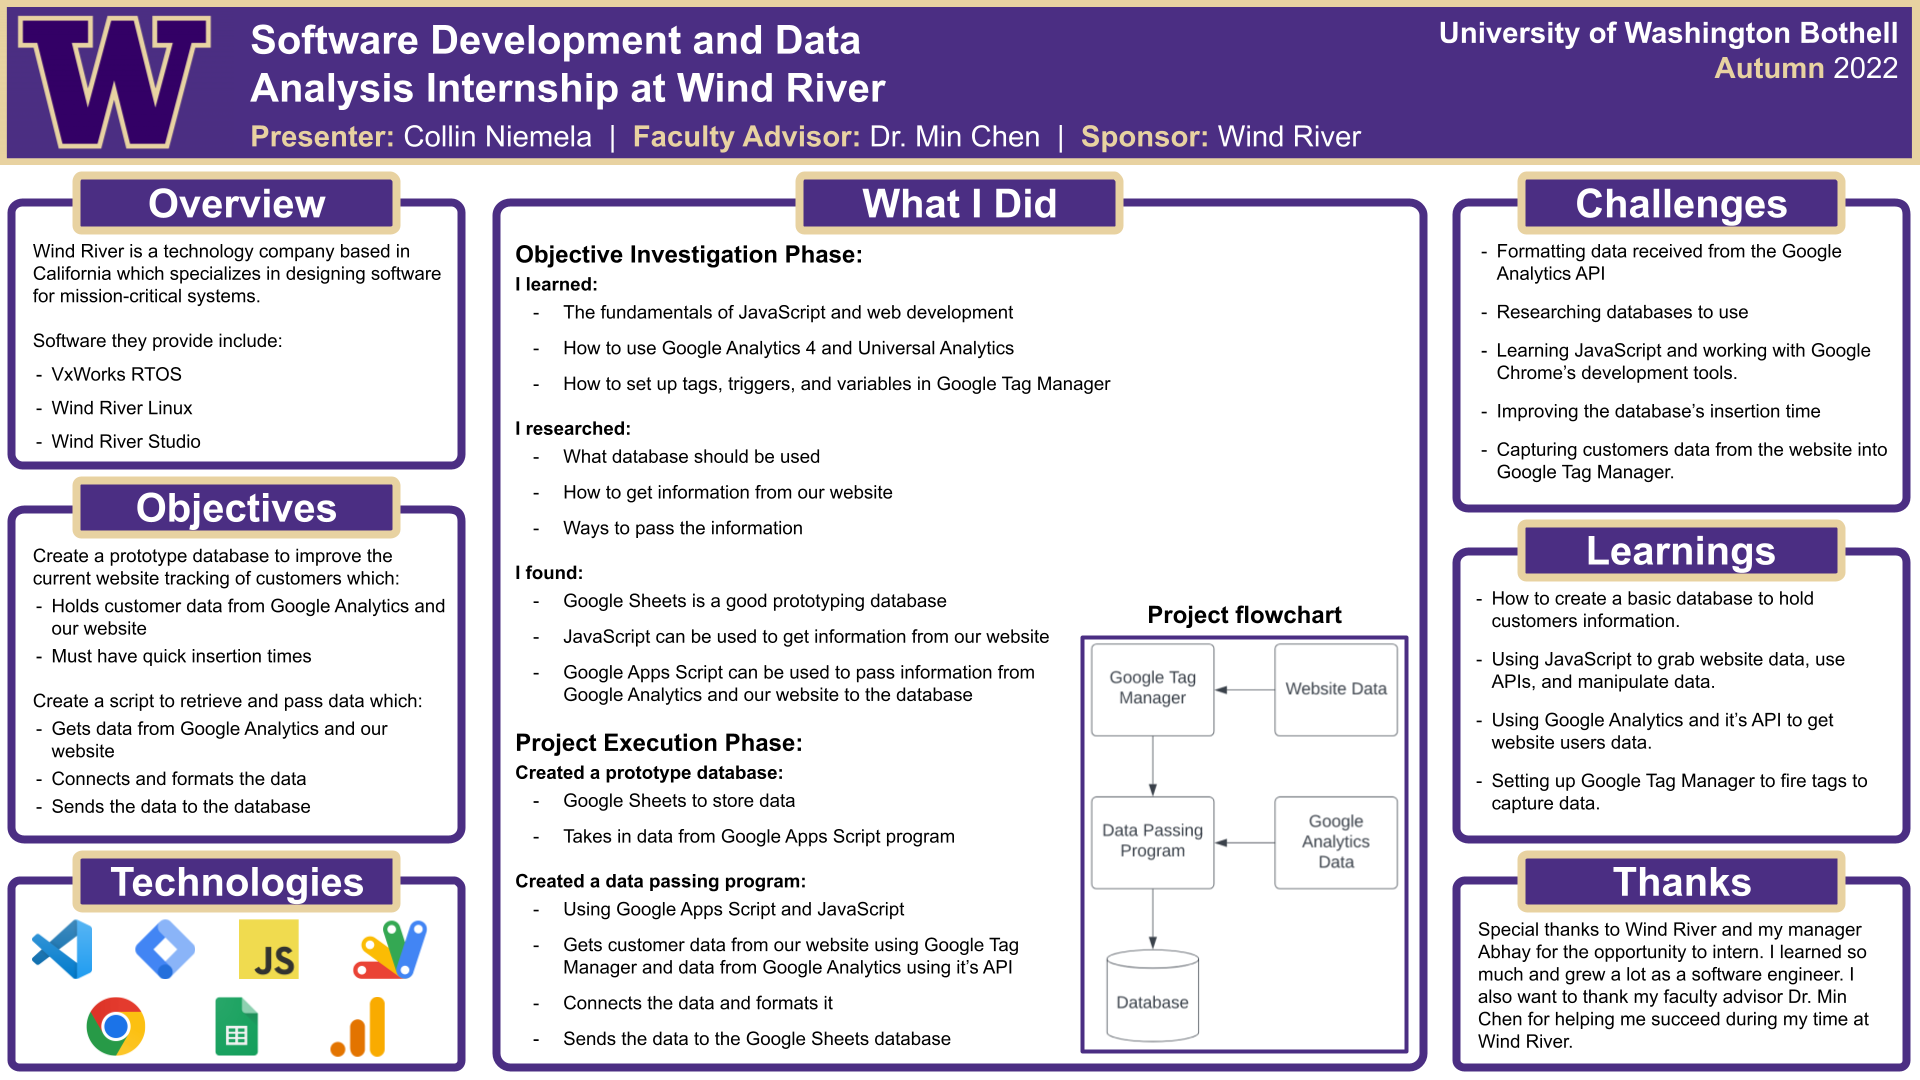 W
Software Development and Data
Analysis Internship at Wind River
Presenter: Collin Niemela | Faculty Advisor: Dr. Min Chen | Sponsor: Wind River
University of Washington Bothell
Autumn 2022
Overview
Wind River is a technology company based in
California which specializes in designing software
for mission-critical systems.
Software they provide include:
- VxWorks RTOS
- Wind River Linux
- Wind River Studio
Objectives
Create a prototype database to improve the
current website tracking of customers which:
- Holds customer data from Google Analytics and
our website
- Must have quick insertion times
Create a script to retrieve and pass data which:
- Gets data from Google Analytics and our
website
- Connects and formats the data
- Sends the data to the database
Technologies
JS
What I Did
Objective Investigation Phase:
I learned:
- The fundamentals of JavaScript and web development
- How to use Google Analytics 4 and Universal Analytics
- How to set up tags, triggers, and variables in Google Tag Manager
I researched:
- What database should be used
- How to get information from our website
- Ways to pass the information
I found:
- Google Sheets is a good prototyping database
- JavaScript can be used to get information from our website
- Google Apps Script can be used to pass information from
Google Analytics and our website to the database
Project Execution Phase:
Created a prototype database:
- Google Sheets to store data
- Takes in data from Google Apps Script program
Created a data passing program:
- Using Google Apps Script and JavaScript
- Gets customer data from our website using Google Tag
Manager and data from Google Analytics using it's API
- Connects the data and formats it
- Sends the data to the Google Sheets database
Project flowchart
Google Tag
Manager
Website Data
Data Passing
Program
Google
Analytics
Data
Database
Challenges
- Formatting data received from the Google
Analytics API
- Researching databases to use
- Learning JavaScript and working with Google
Chrome's development tools.
- Improving the database's insertion time
- Capturing customers data from the website into
Google Tag Manager.
Learnings
- How to create a basic database to hold
customers information.
- Using JavaScript to grab website data, use
APIs, and manipulate data.
- Using Google Analytics and it's API to get
website users data.
- Setting up Google Tag Manager to fire tags to
capture data.
Thanks
Special thanks to Wind River and my manager
Abhay for the opportunity to intern. I learned so
much and grew a lot as a software engineer. I
also want to thank my faculty advisor Dr. Min
Chen for helping me succeed during my time at
Wind River.